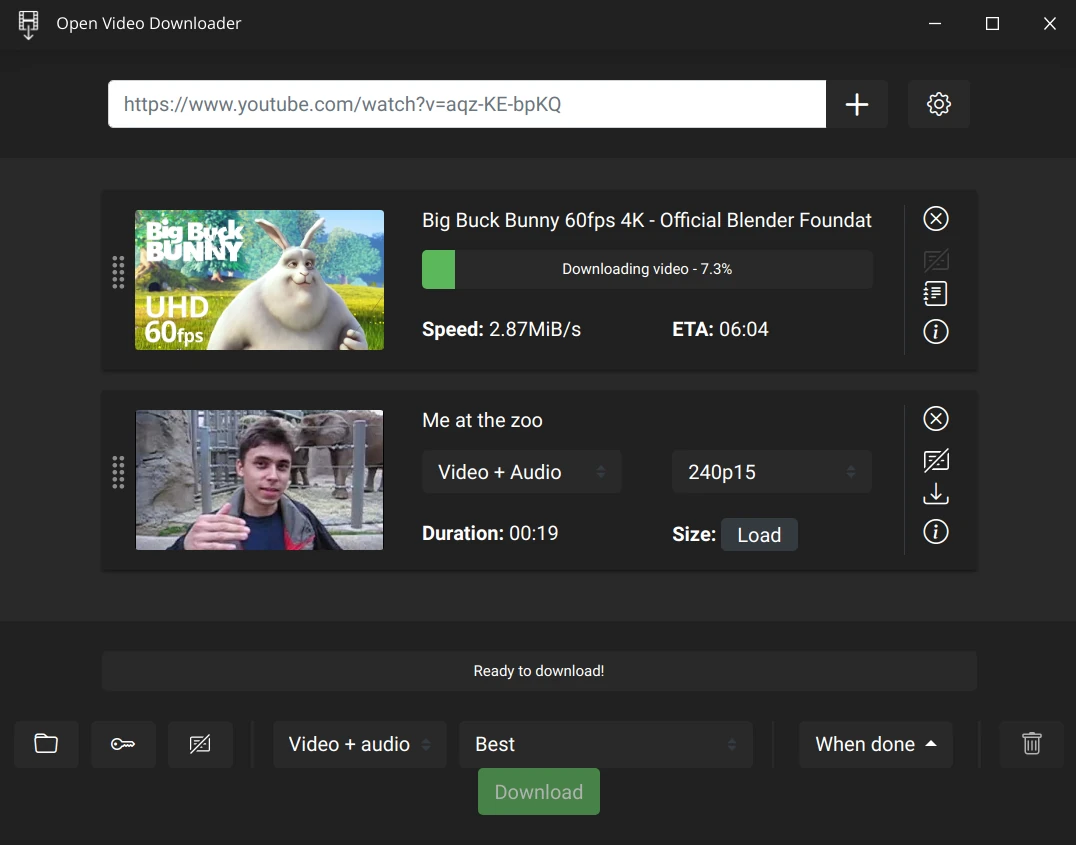 Open Video Downloader
https://www.youtube.com/watch?v=aqz-KE-bpKQ
Big Buck
BUNNY
UHD
60fps
Big Buck Bunny 60fps 4K - Official Blender Foundat
Downloading video - 7.3%
Speed: 2.87MiB/s ETA: 06:04
Me at the zoo
Video + Audio 240p15
Duration: 00:19 Size: Load
Ready to download!
Video + audio Best When done
Download